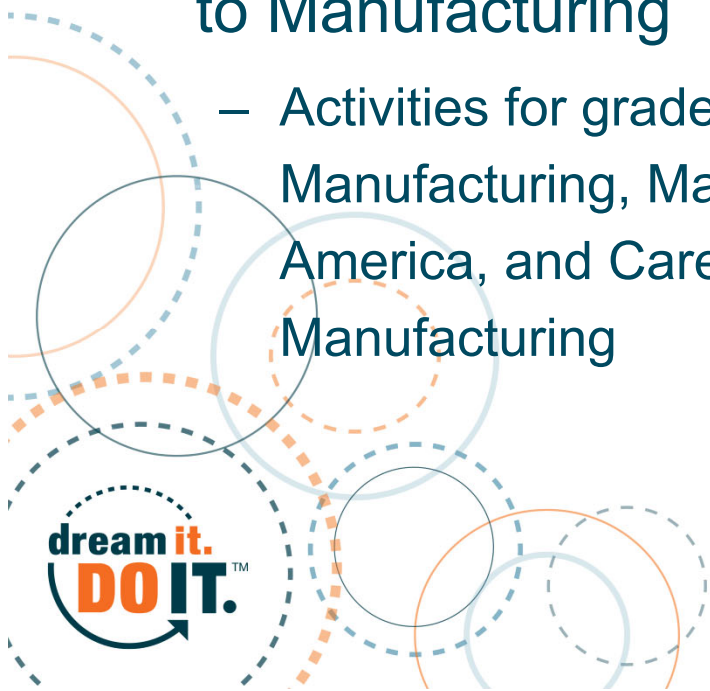 to Manufacturing
– Activities for grade
Manufacturing, Ma
America, and Care
Manufacturing
dream it.
DO IT.™